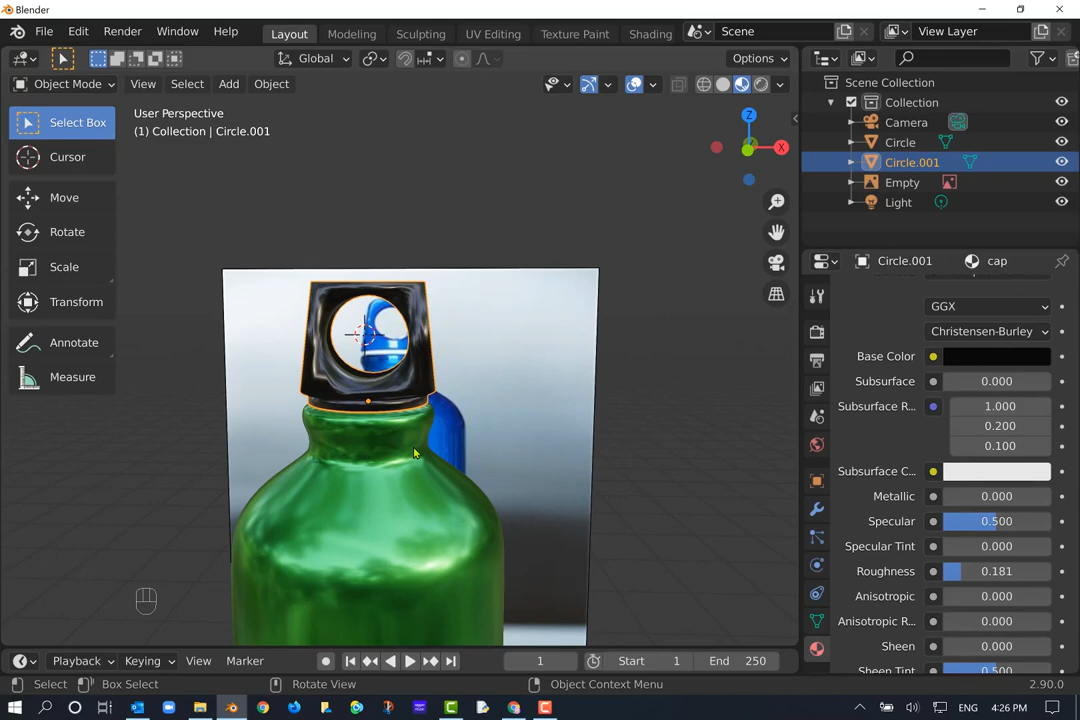 Blender
File Edit Render Window Help
Layout Modeling Sculpting UV Editing Texture Paint Shading
Scene
View Layer
Global
Options
Object Mode View Select Add Object
Select Box
Cursor
Move
Rotate
Scale
Transform
Annotate
Measure
User Perspective
(1) Collection | Circle.001
Z
X
Scene Collection
Collection
Camera
Circle
Circle.001
Empty
Light
Circle.001 cap
GGX
Christensen-Burley
Base Color
Subsurface 0.000
Subsurface R... 1.000
0.200
0.100
Subsurface C...
Metallic 0.000
Specular 0.500
Specular Tint 0.000
Roughness 0.181
Anisotropic 0.000
Anisotropic R... 0.000
Sheen 0.000
Sheen Tint 0.500
Playback Keying View Marker
1 Start 1 End 250
Select Box Select Rotate View Object Context Menu 2.90.0
ENG 4:26 PM